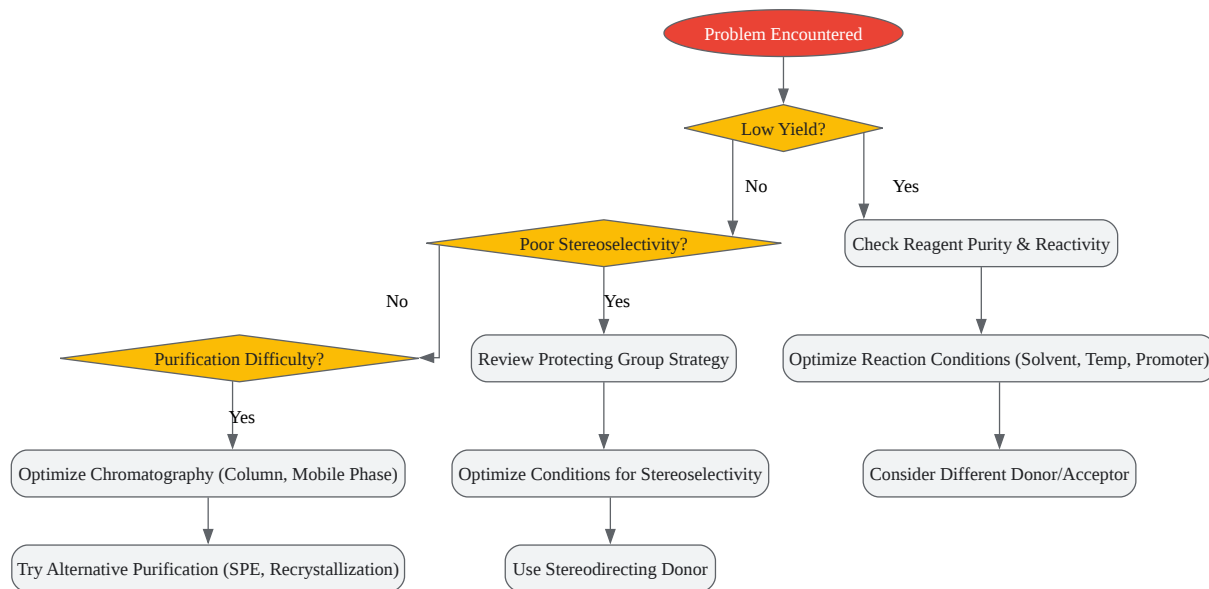 Problem Encountered
Low Yield?
No
Yes
Poor Stereoselectivity?
Check Reagent Purity & Reactivity
No
Yes
Purification Difficulty?
Review Protecting Group Strategy
Optimize Reaction Conditions (Solvent, Temp, Promoter)
Yes
Optimize Chromatography (Column, Mobile Phase)
Optimize Conditions for Stereoselectivity
Consider Different Donor/Acceptor
Try Alternative Purification (SPE, Recrystallization)
Use Stereodirecting Donor